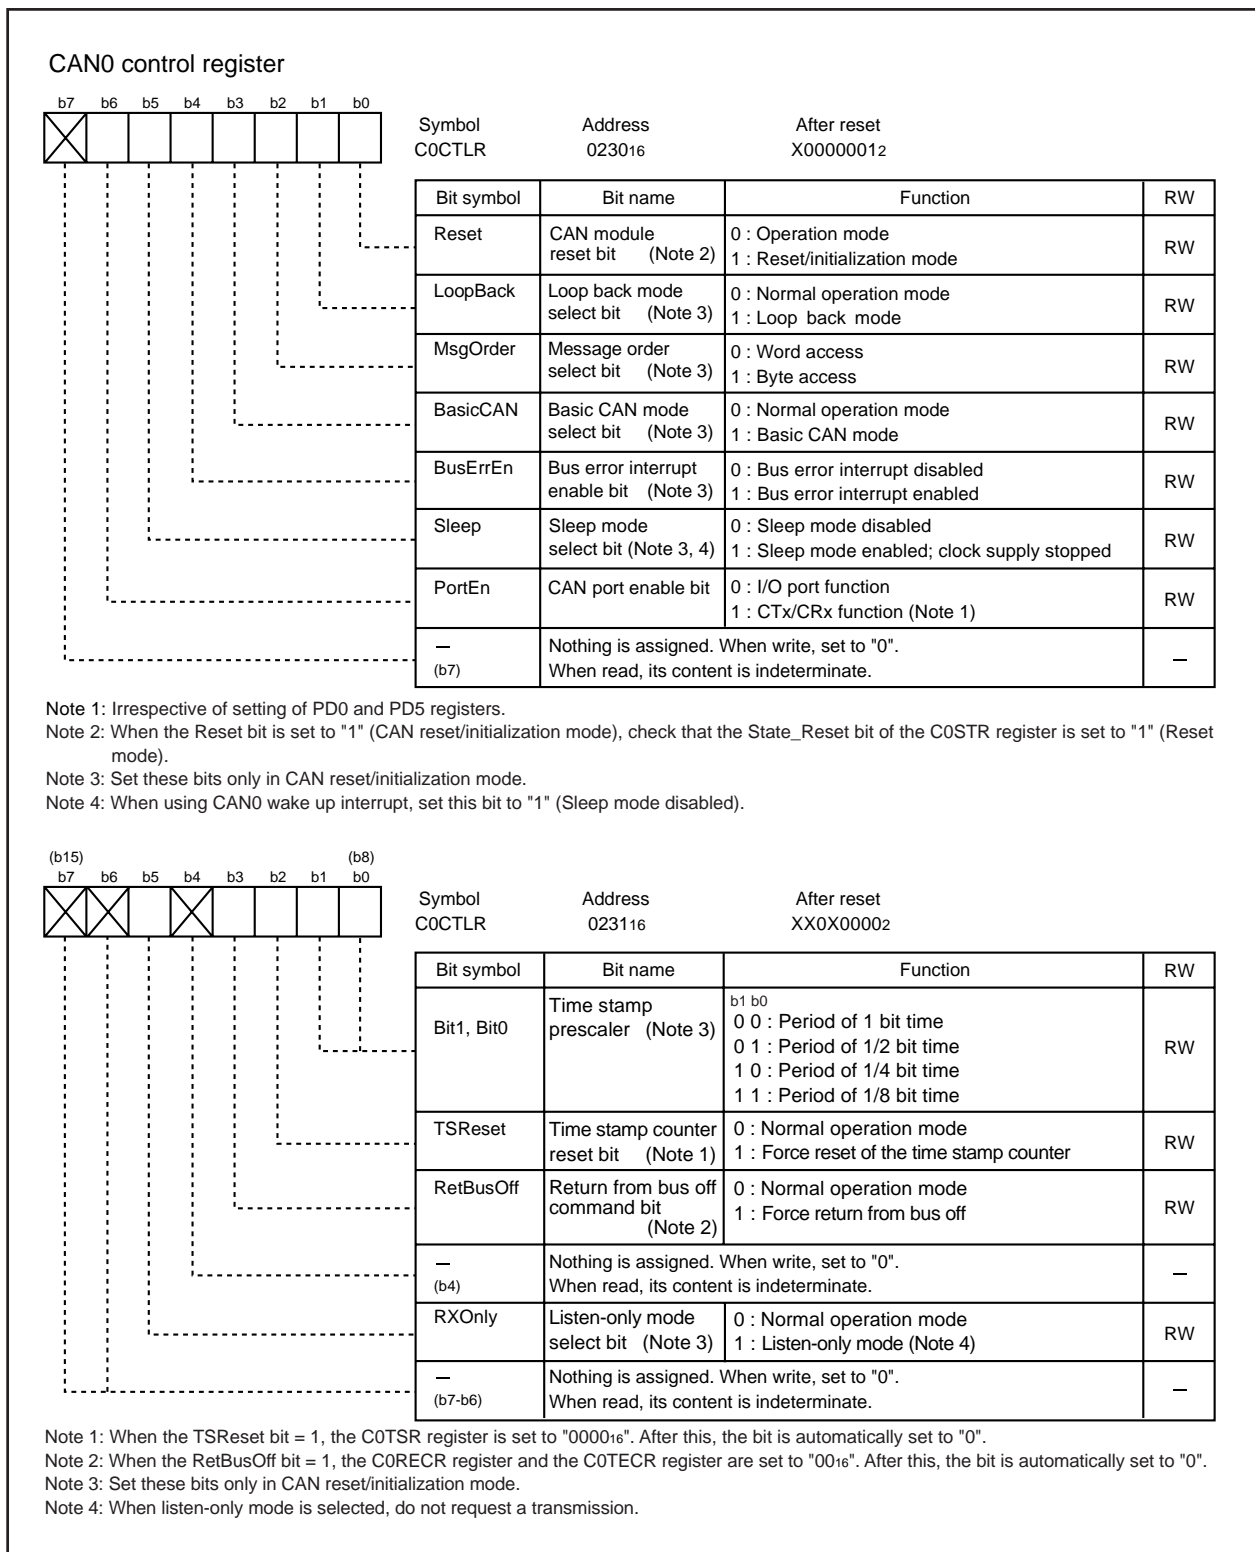 CAN0 control register
b7 b6 b5 b4 b3 b2 b1 b0
Symbol Address After reset
C0CTLR 023016 X00000012
Bit symbol Bit name Function RW
Reset CAN module 0 : Operation mode
reset bit (Note 2) 1 : Reset/initialization mode RW
LoopBack Loop back mode 0 : Normal operation mode
select bit (Note 3) 1 : Loop back mode RW
MsgOrder Message order 0 : Word access
select bit (Note 3) 1 : Byte access RW
BasicCAN Basic CAN mode 0 : Normal operation mode
select bit (Note 3) 1 : Basic CAN mode RW
BusErrEn Bus error interrupt 0 : Bus error interrupt disabled
enable bit (Note 3) 1 : Bus error interrupt enabled RW
Sleep Sleep mode 0 : Sleep mode disabled
select bit (Note 3, 4) 1 : Sleep mode enabled; clock supply stopped RW
PortEn CAN port enable bit 0 : I/O port function
1 : CTx/CRx function (Note 1) RW
— Nothing is assigned. When write, set to "0".
(b7) When read, its content is indeterminate. —
Note 1: Irrespective of setting of PD0 and PD5 registers.
Note 2: When the Reset bit is set to "1" (CAN reset/initialization mode), check that the State_Reset bit of the C0STR register is set to "1" (Reset
mode).
Note 3: Set these bits only in CAN reset/initialization mode.
Note 4: When using CAN0 wake up interrupt, set this bit to "1" (Sleep mode disabled).
(b15) (b8)
b7 b6 b5 b4 b3 b2 b1 b0
Symbol Address After reset
C0CTLR 023116 XX0X00002
Bit symbol Bit name Function RW
b1 b0
Bit1, Bit0 Time stamp 0 0 : Period of 1 bit time
prescaler (Note 3) 0 1 : Period of 1/2 bit time RW
1 0 : Period of 1/4 bit time
1 1 : Period of 1/8 bit time
TSReset Time stamp counter 0 : Normal operation mode
reset bit (Note 1) 1 : Force reset of the time stamp counter RW
RetBusOff Return from bus off 0 : Normal operation mode
command bit 1 : Force return from bus off RW
(Note 2)
— Nothing is assigned. When write, set to "0".
(b4) When read, its content is indeterminate. —
RXOnly Listen-only mode 0 : Normal operation mode
select bit (Note 3) 1 : Listen-only mode (Note 4) RW
— Nothing is assigned. When write, set to "0".
(b7-b6) When read, its content is indeterminate. —
Note 1: When the TSReset bit = 1, the C0TSR register is set to "000016". After this, the bit is automatically set to "0".
Note 2: When the RetBusOff bit = 1, the C0RECR register and the C0TECR register are set to "0016". After this, the bit is automatically set to "0".
Note 3: Set these bits only in CAN reset/initialization mode.
Note 4: When listen-only mode is selected, do not request a transmission.